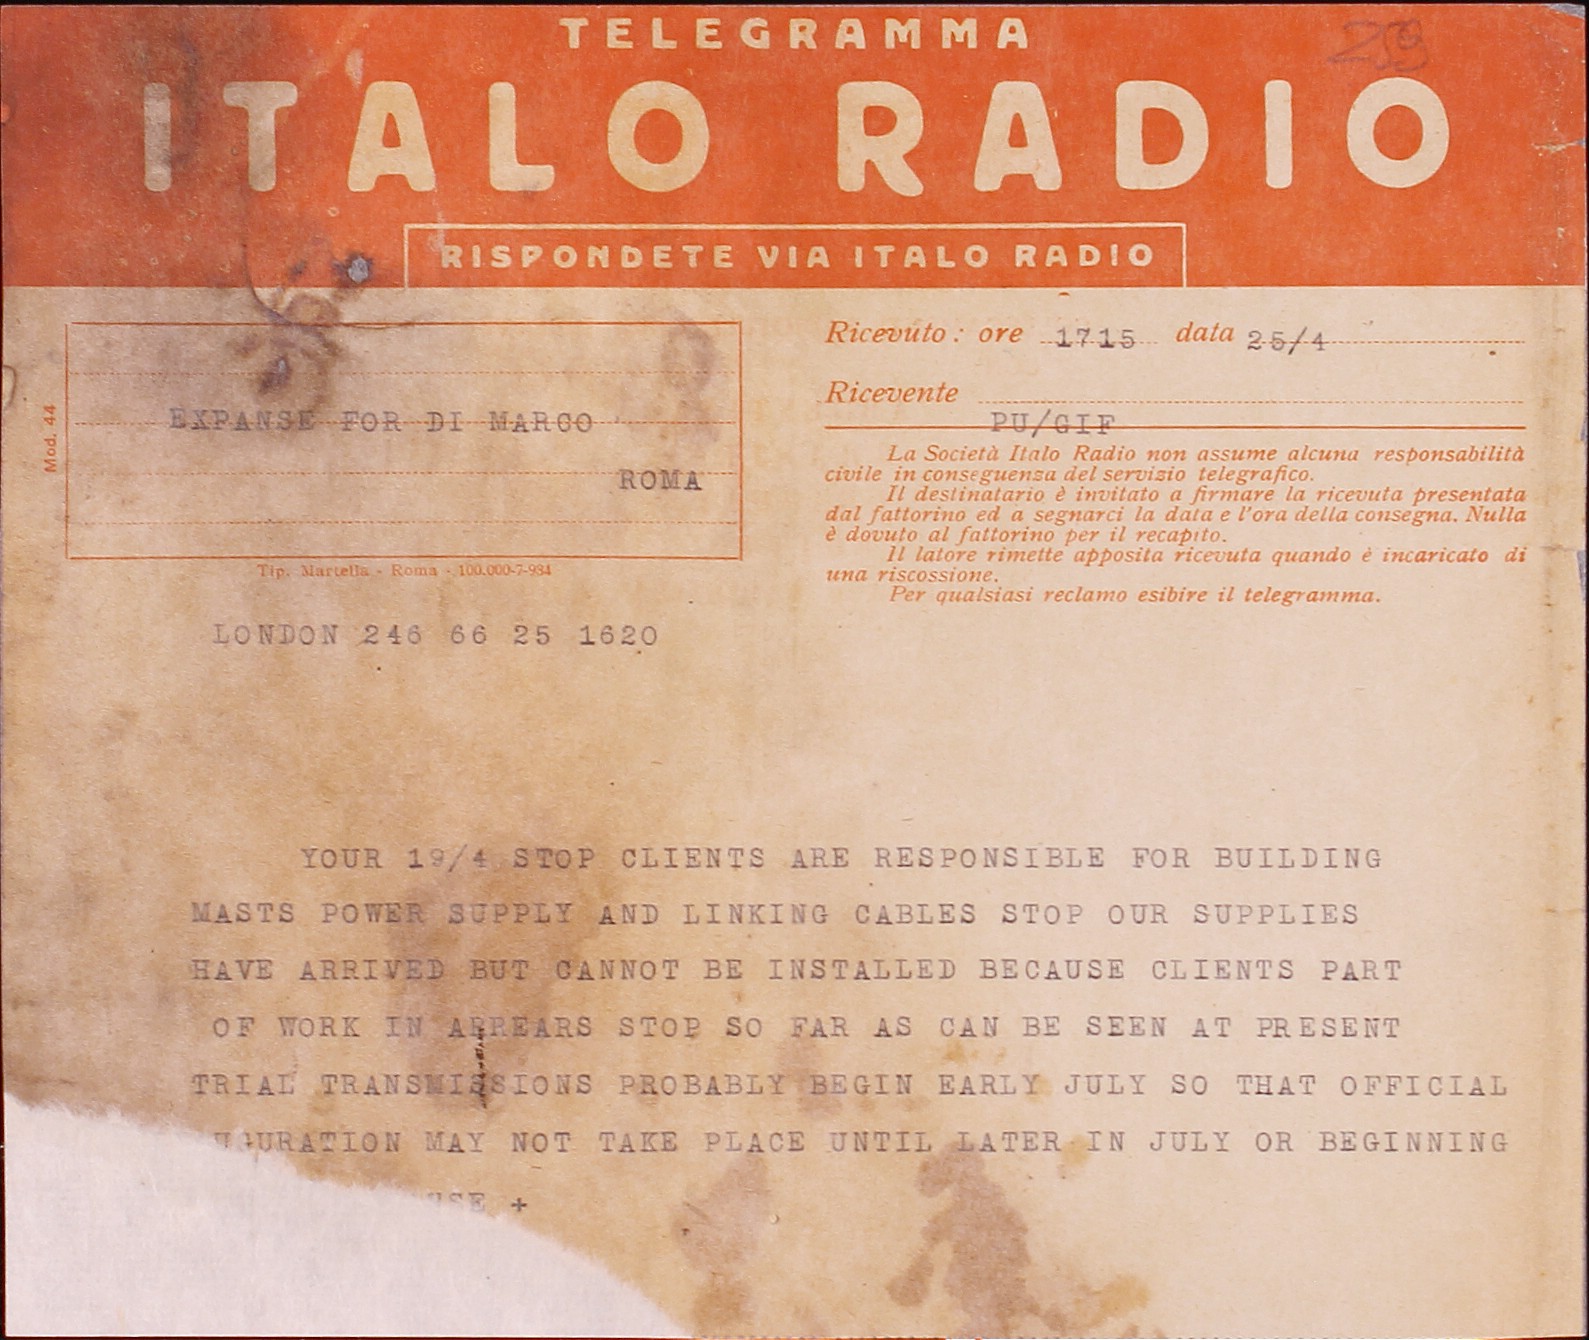 TELEGRAMMA
259
ITALO RADIO
RISPONDETE VIA ITALO RADIO
Mod. 44
EXPANSE FOR DI MARCO
ROMA
Tip. Martella - Roma - 100.000-7-934
Ricevuto: ore 1715 data 25/4
Ricevente
PU/GIF
La Società Italo Radio non assume alcuna responsabilità
civile in conseguenza del servizio telegrafico.
Il destinatario è invitato a firmare la ricevuta presentata
dal fattorino ed a segnarci la data e l'ora della consegna. Nulla
è dovuto al fattorino per il recapito.
Il latore rimette apposita ricevuta quando è incaricato di
una riscossione.
Per qualsiasi reclamo esibire il telegramma.
LONDON 246 66 25 1620
YOUR 19/4 STOP CLIENTS ARE RESPONSIBLE FOR BUILDING
MASTS POWER SUPPLY AND LINKING CABLES STOP OUR SUPPLIES
HAVE ARRIVED BUT CANNOT BE INSTALLED BECAUSE CLIENTS PART
OF WORK IN ARREARS STOP SO FAR AS CAN BE SEEN AT PRESENT
TRIAL TRANSMISSIONS PROBABLY BEGIN EARLY JULY SO THAT OFFICIAL
UGURATION MAY NOT TAKE PLACE UNTIL LATER IN JULY OR BEGINNING
+